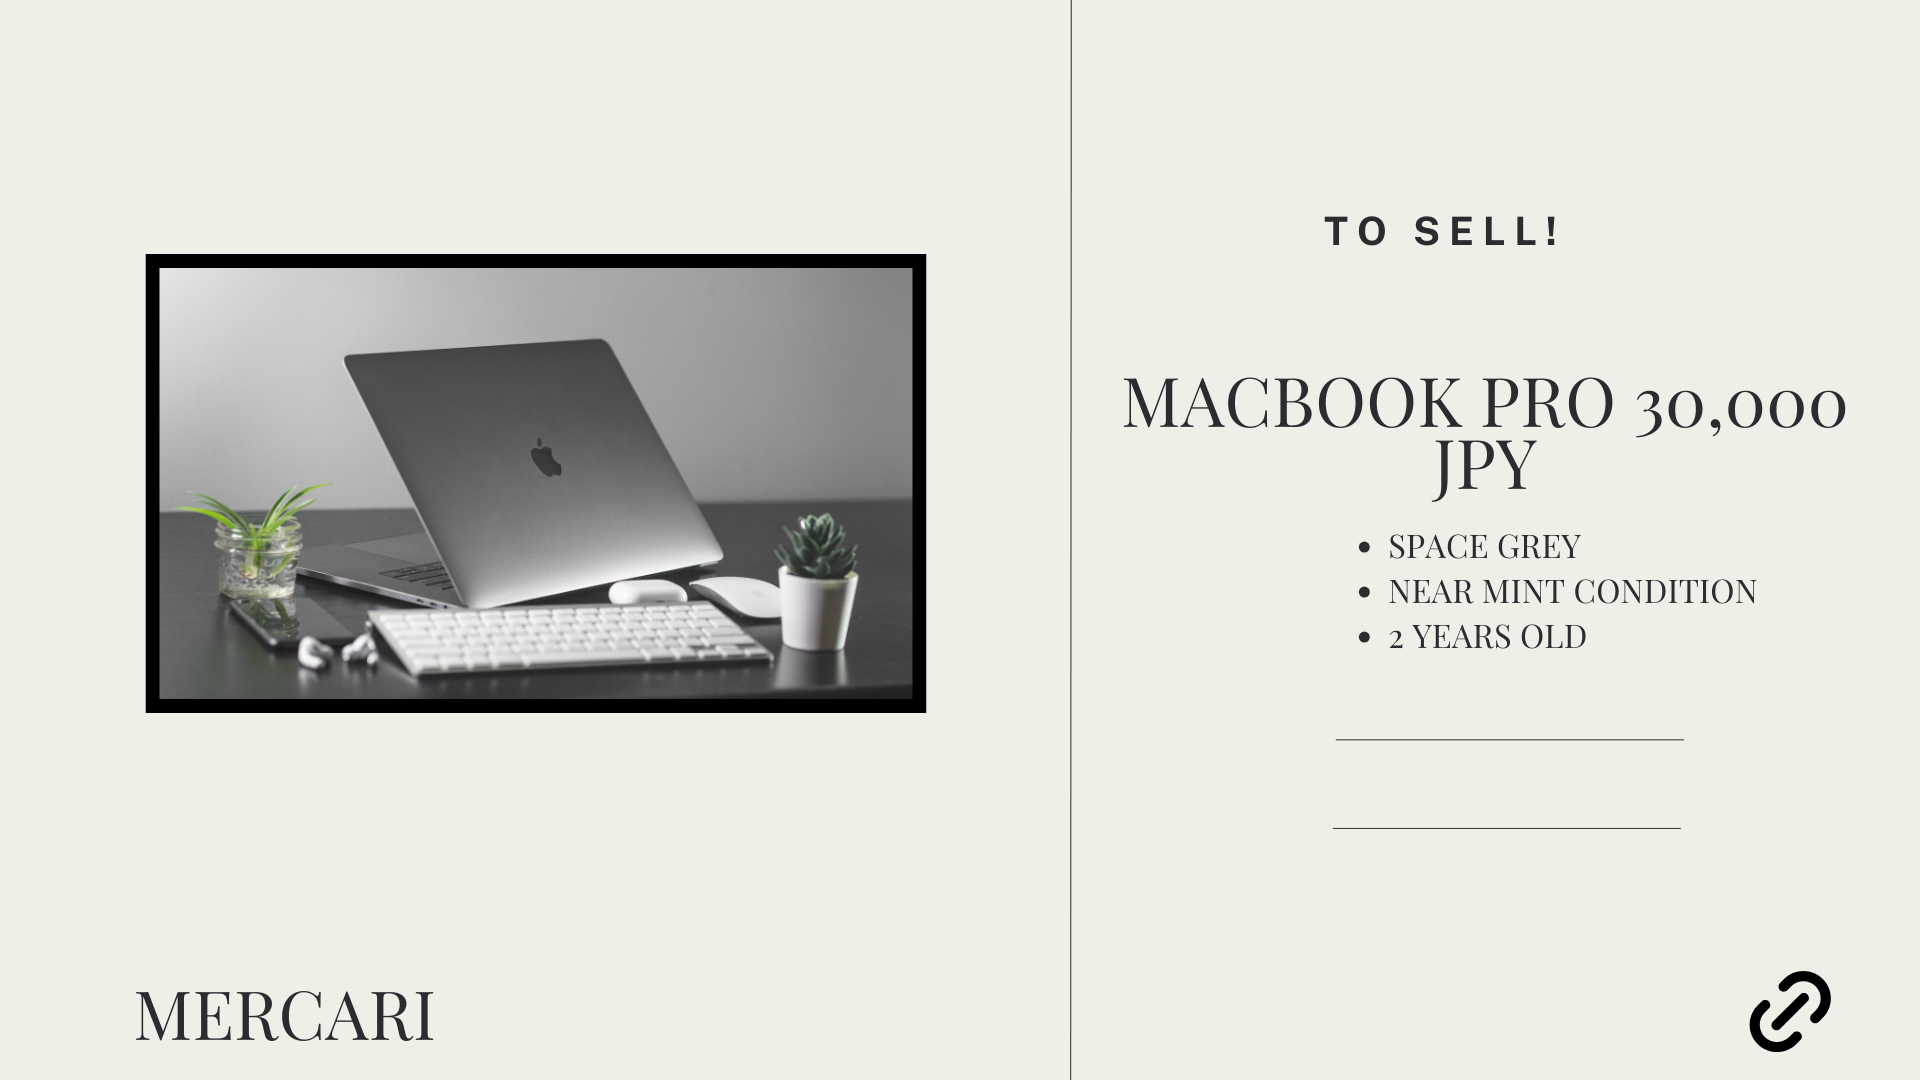 TO SELL!
MACBOOK PRO 30,000
JPY
• SPACE GREY
• NEAR MINT CONDITION
• 2 YEARS OLD
MERCARI